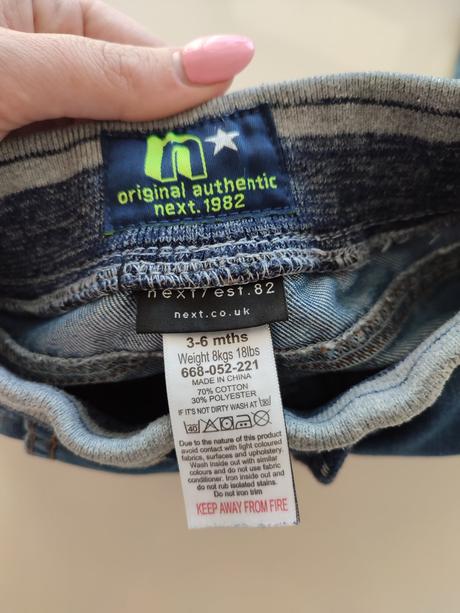 n
original authentic
next.1982
next/est.82
next.co.uk
3-6 mths
Weight 8kgs 18lbs
668-052-221
MADE IN CHINA
70% COTTON
30% POLYESTER
IF IT'S NOT DIRTY WASH AT 30°
40
Due to the nature of this product
avoid contact with light coloured
fabrics, surfaces and upholstery.
Wash inside out with similar
colours and do not use fabric
conditioner. Iron inside out and
do not rub isolated stains.
Do not iron trim
KEEP AWAY FROM FIRE